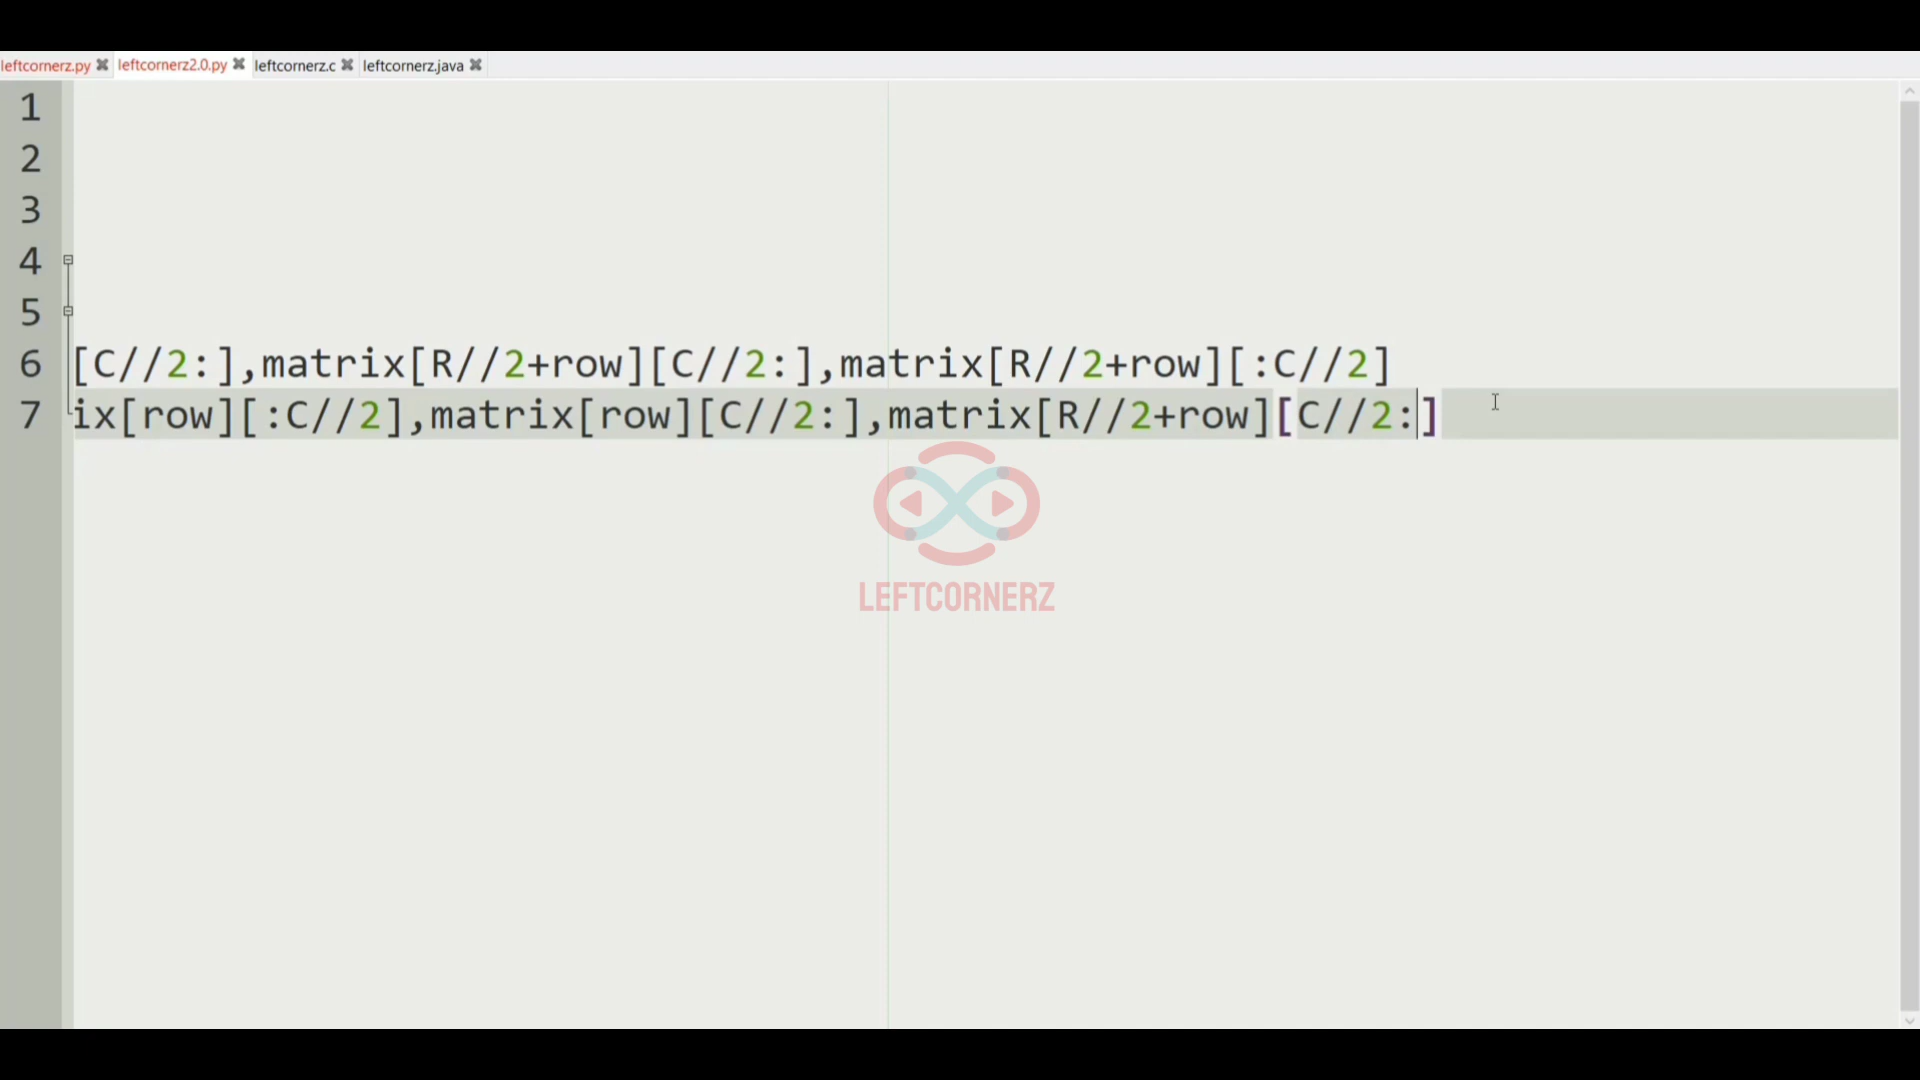 leftcornerz.py leftcornerz2.0.py leftcornerz.c leftcornerz.java
1
2
3
4
5
6 [C//2:],matrix[R//2+row][C//2:],matrix[R//2+row][:C//2]
7 ix[row][:C//2],matrix[row][C//2:],matrix[R//2+row][C//2:]
LEFTCORNERZ